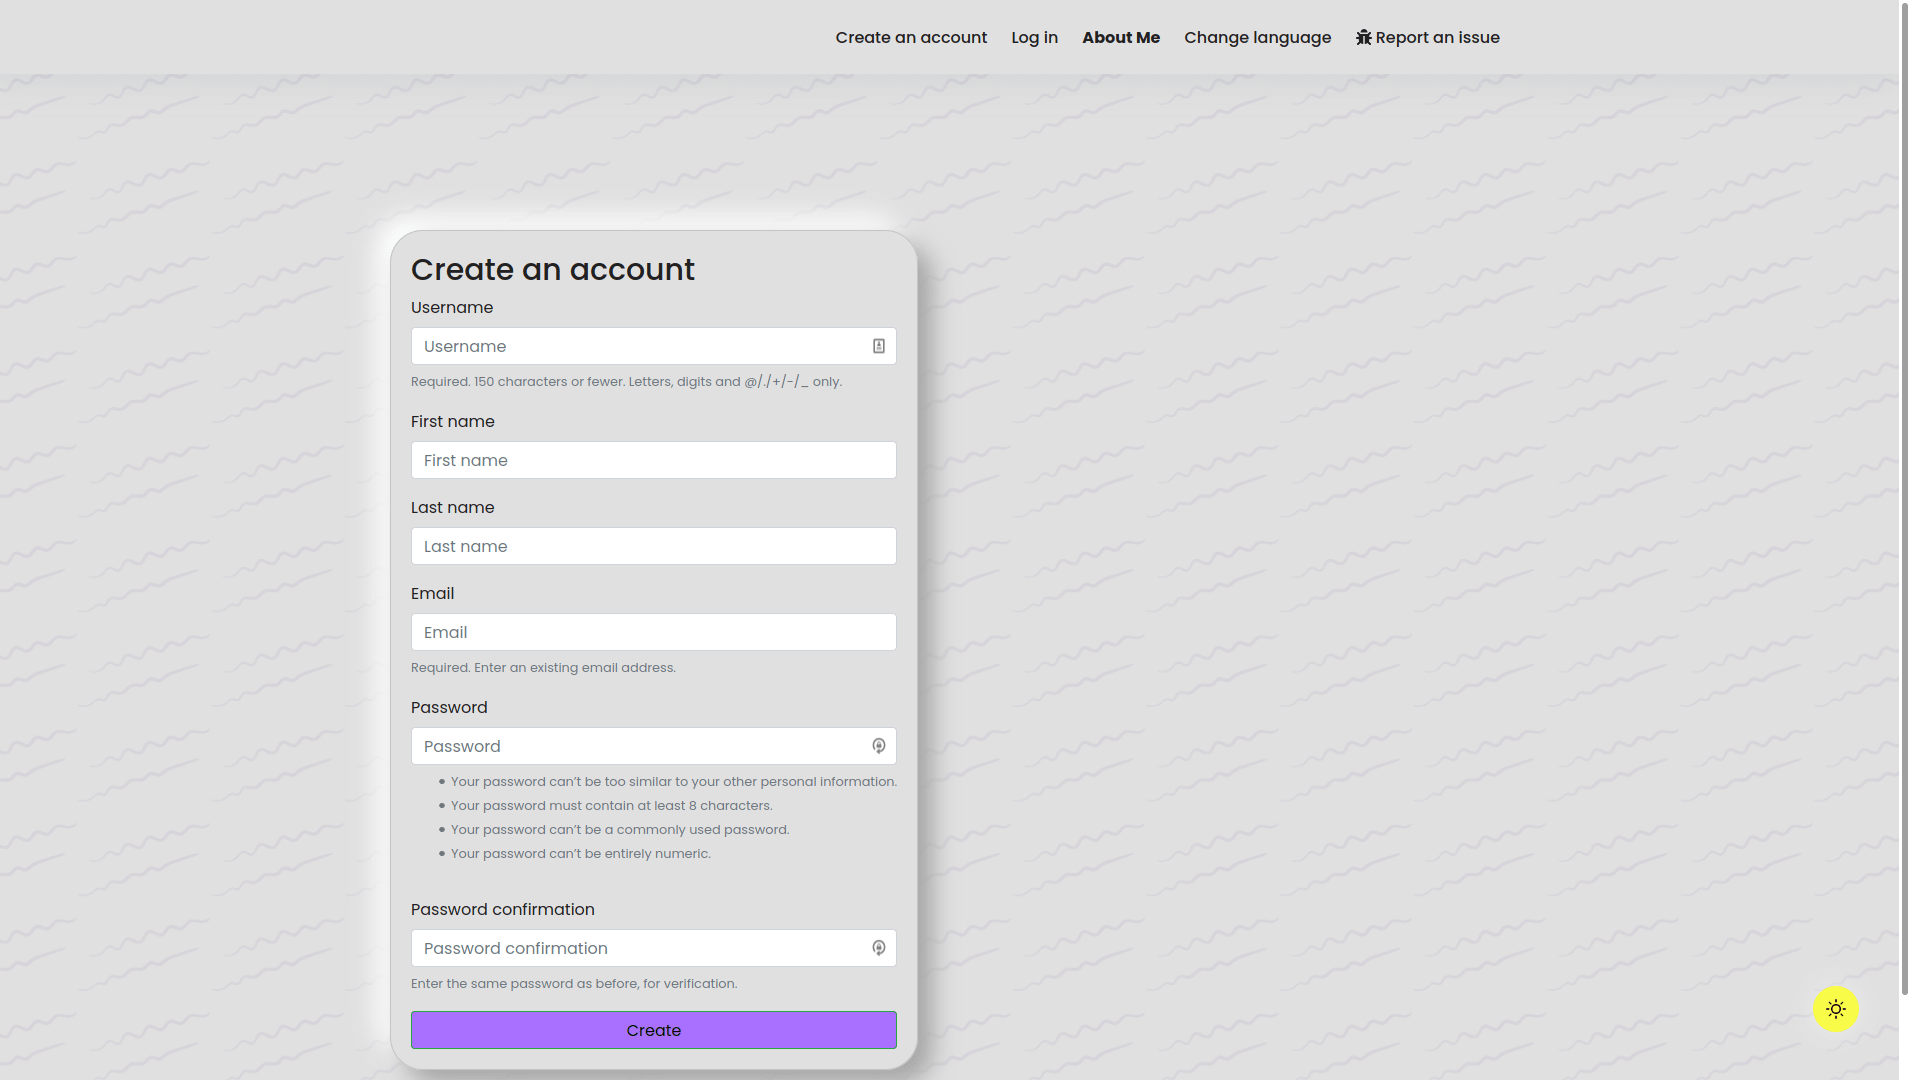 Create an account Log in About Me Change language Report an issue
Create an account
Username
Username
Required. 150 characters or fewer. Letters, digits and @/./+/-/_ only.
First name
First name
Last name
Last name
Email
Email
Required. Enter an existing email address.
Password
Password
• Your password can't be too similar to your other personal information.
• Your password must contain at least 8 characters.
• Your password can't be a commonly used password.
• Your password can't be entirely numeric.
Password confirmation
Password confirmation
Enter the same password as before, for verification.
Create